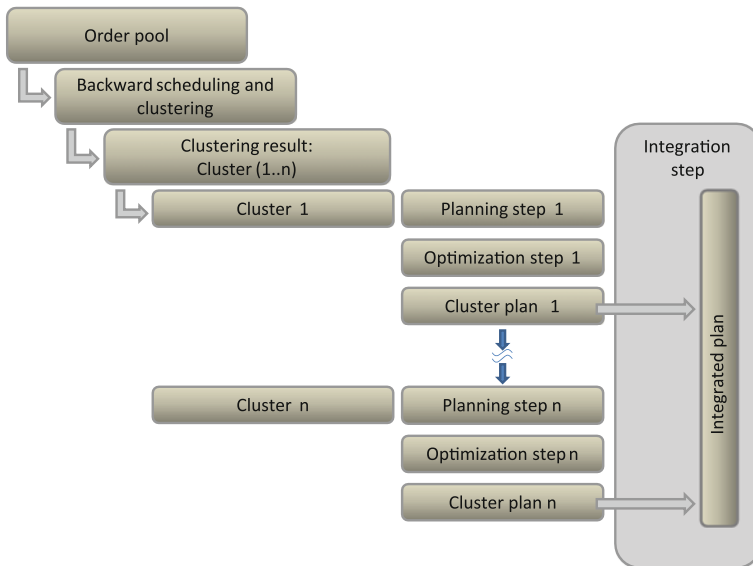 Order pool
Backward scheduling and
clustering
Clustering result:
Cluster (1..n)
Integration
step
Cluster 1
Planning step 1
Optimization step 1
Cluster plan 1
Integrated plan
Cluster n
Planning step n
Optimization step n
Cluster plan n